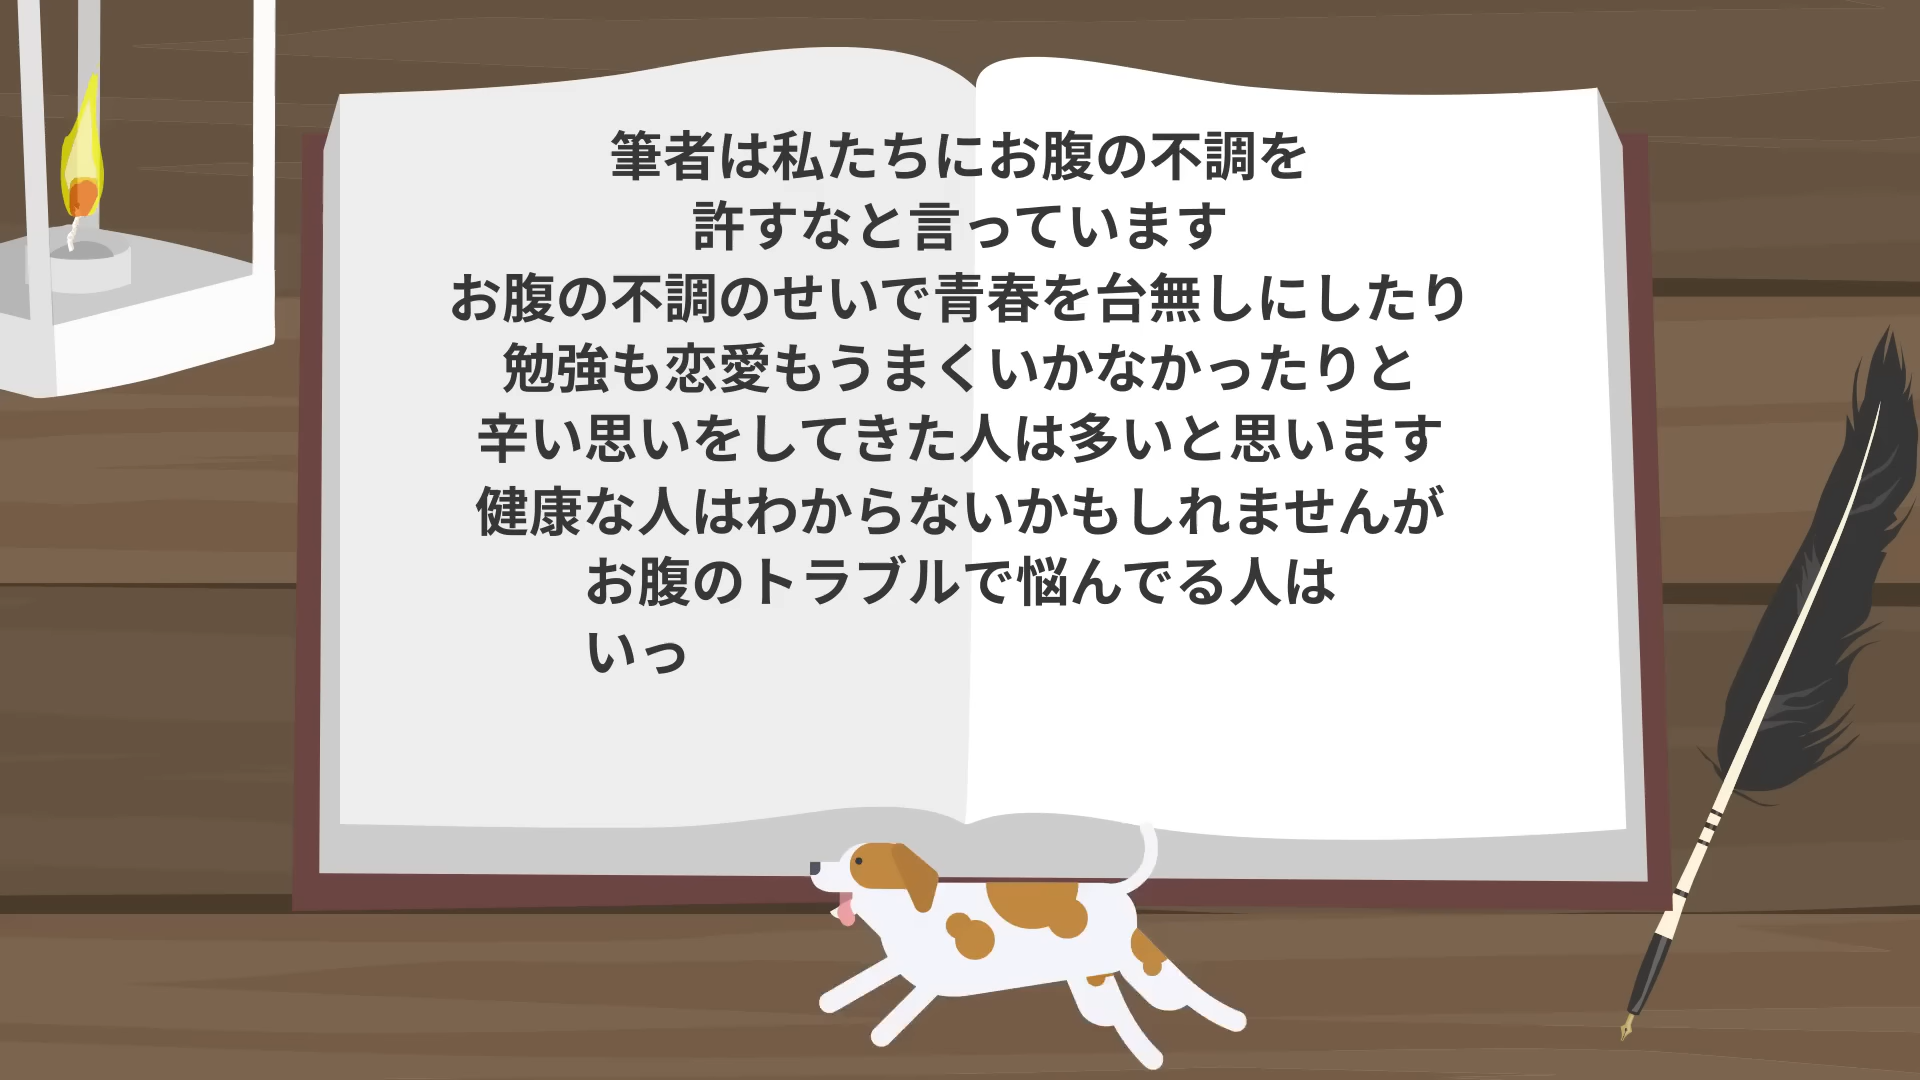 筆者は私たちにお腹の不調を
許すなと言っています
お腹の不調のせいで青春を台無しにしたり
勉強も恋愛もうまくいかなかったりと
辛い思いをしてきた人は多いと思います
健康な人はわからないかもしれませんが
お腹のトラブルで悩んでる人は
いっ